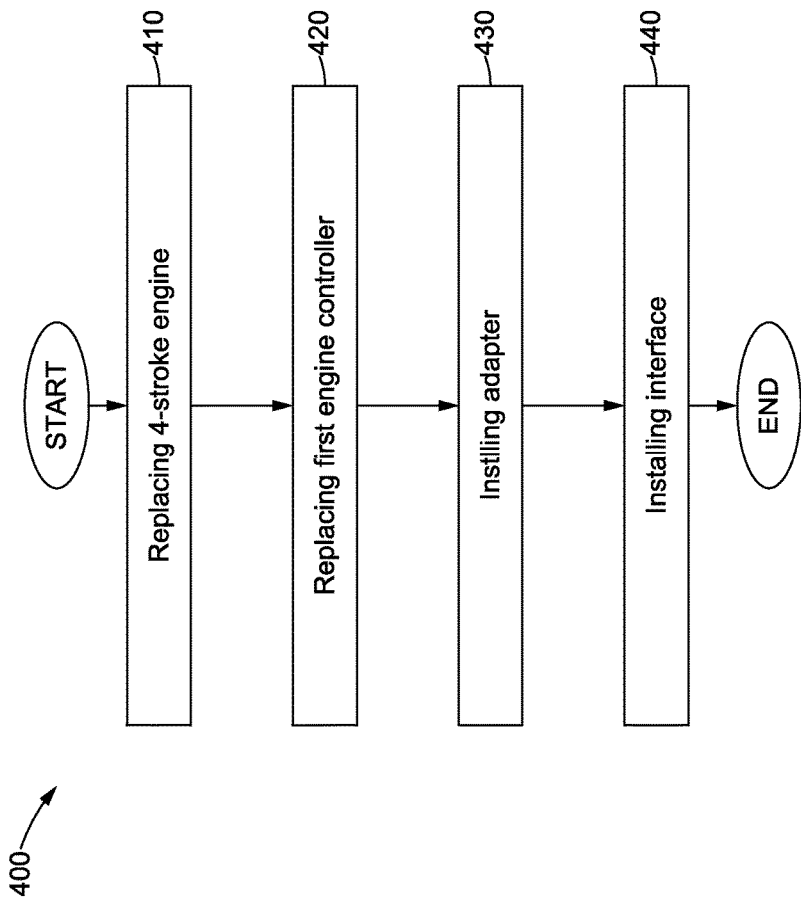 400
START
Replacing 4-stroke engine
410
Replacing first engine controller
420
Instlling adapter
430
Installing interface
440
END